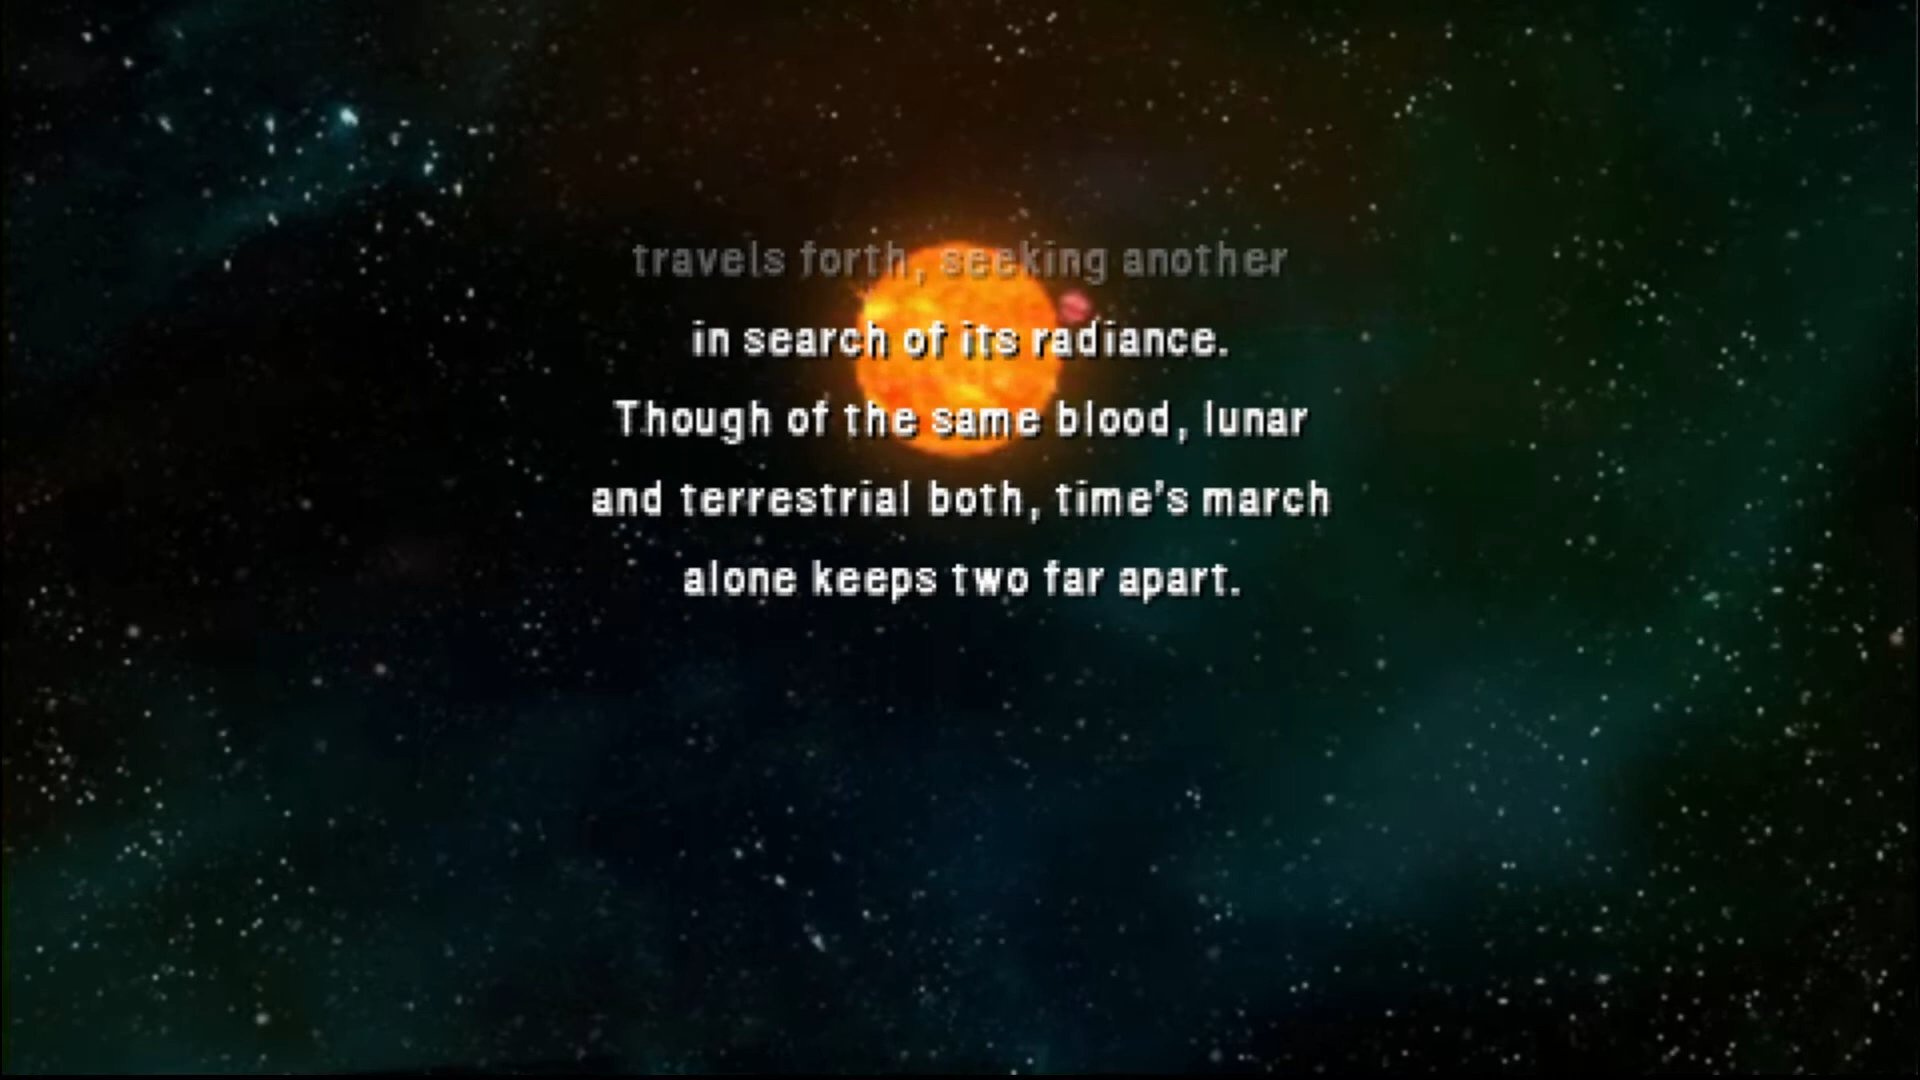 travels forth, seeking another
in search of its radiance.
Though of the same blood, lunar
and terrestrial both, time's march
alone keeps two far apart.